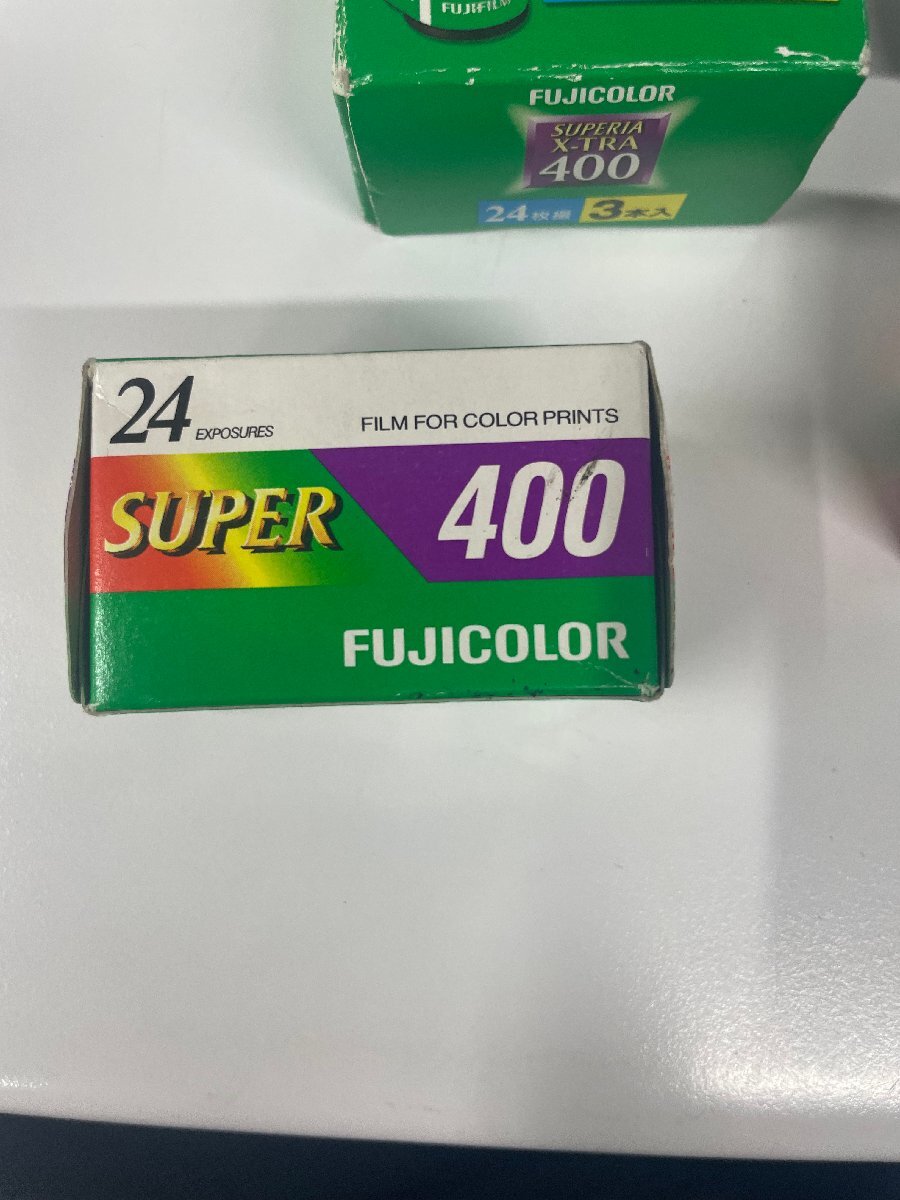 FUJIFILM
FUJICOLOR
SUPERIA
X-TRA
400
24枚撮 3本入
24 EXPOSURES
FILM FOR COLOR PRINTS
SUPER
400
FUJICOLOR